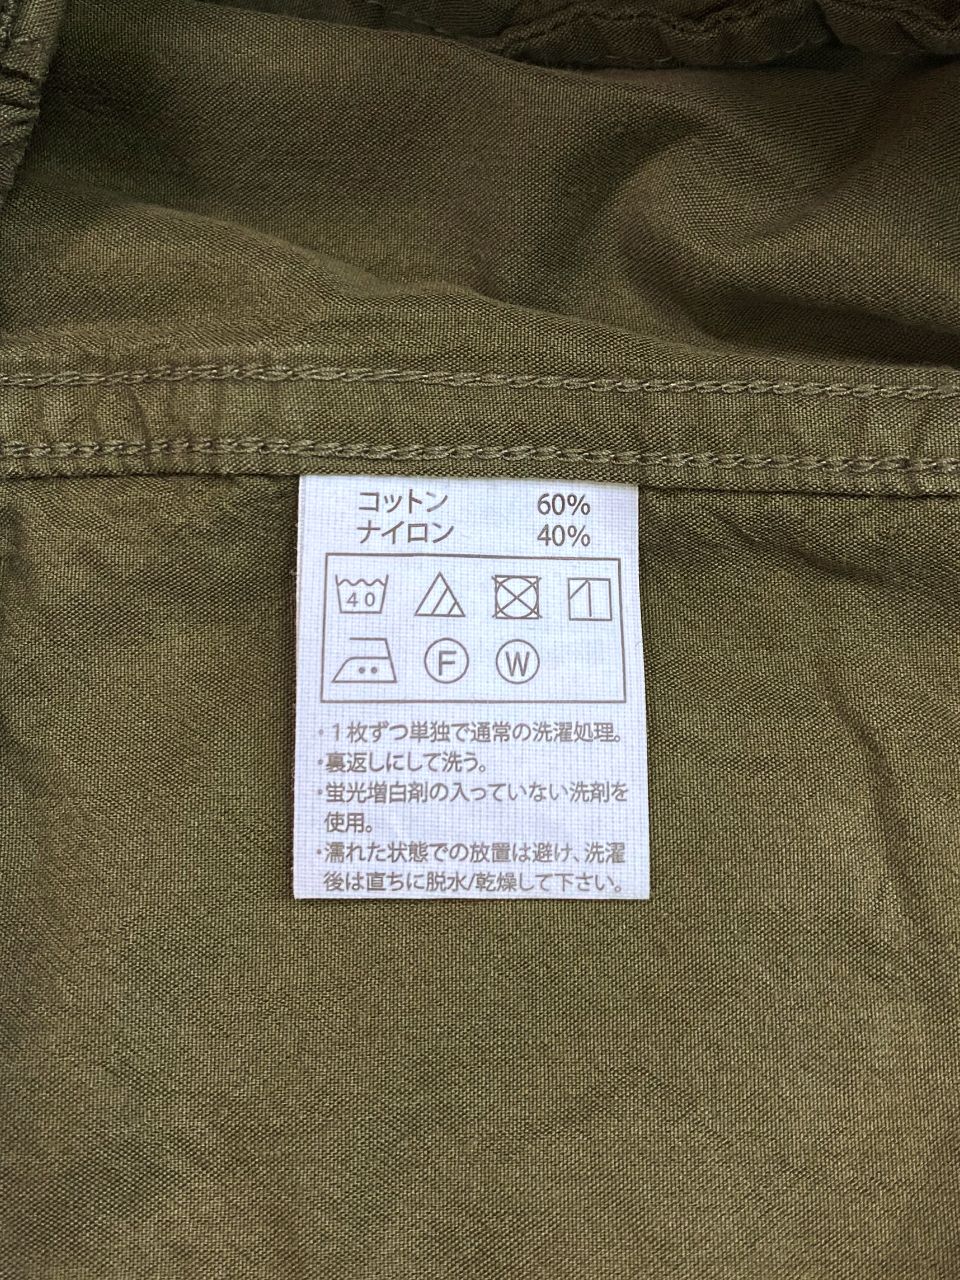 コットン 60%
ナイロン 40%
40
F W
・1枚ずつ単独で通常の洗濯処理。
・裏返しにして洗う。
・蛍光増白剤の入っていない洗剤を
使用。
・濡れた状態での放置は避け、洗濯
後は直ちに脱水/乾燥して下さい。